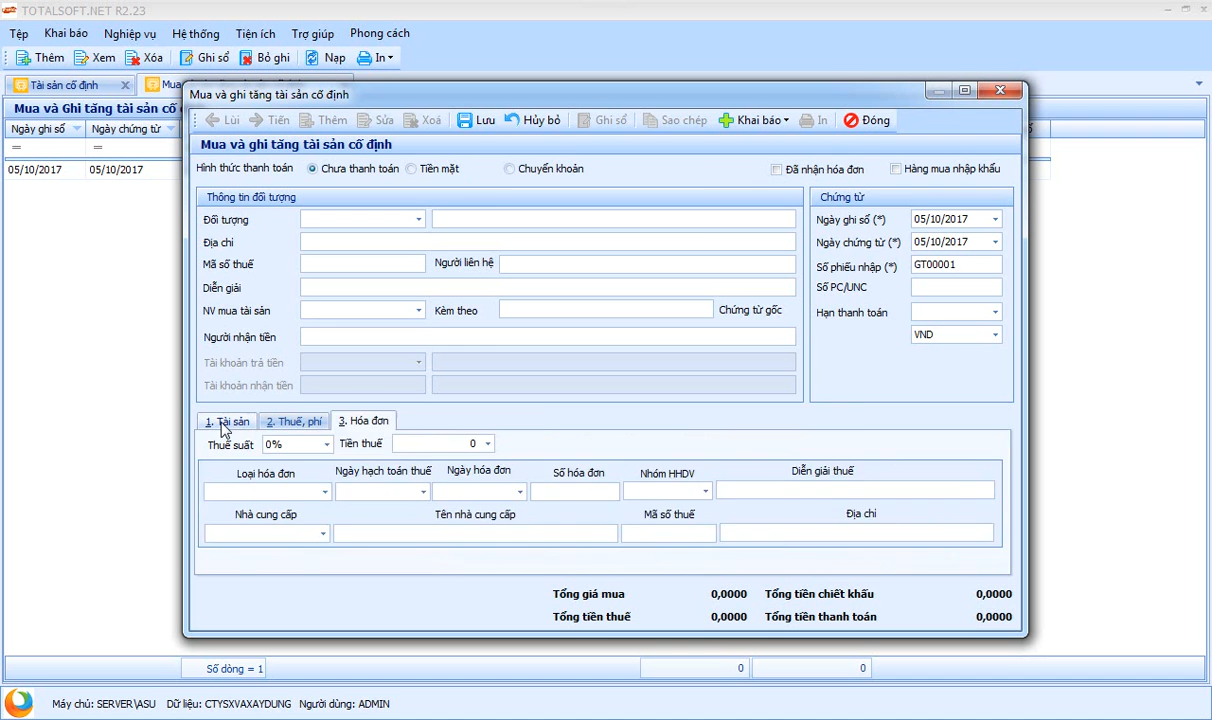 TOTALSOFT.NET R2.23
Tệp Khai báo Nghiệp vụ Hệ thống Tiện ích Trợ giúp Phong cách
Thêm Xem Xóa Ghi sổ Bỏ ghi Nạp In
Tài sản cố định Mua
Mua và Ghi tăng tài sản cố
Ngày ghi sổ Ngày chứng từ
= =
05/10/2017 05/10/2017
Mua và ghi tăng tài sản cố định
Lùi Tiến Thêm Sửa Xoá Lưu Hủy bỏ Ghi sổ Sao chép Khai báo In Đóng
Mua và ghi tăng tài sản cố định
Hình thức thanh toán Chưa thanh toán Tiền mặt Chuyển khoản Đã nhận hóa đơn Hàng mua nhập khẩu
Thông tin đối tượng
Đối tượng
Địa chỉ
Mã số thuế Người liên hệ
Diễn giải
NV mua tài sản Kèm theo Chứng từ gốc
Người nhận tiền
Tài khoản trả tiền
Tài khoản nhận tiền
Chứng từ
Ngày ghi sổ (*) 05/10/2017
Ngày chứng từ (*) 05/10/2017
Số phiếu nhập (*) GT00001
Số PC/UNC
Hạn thanh toán
VND
1. Tài sản 2. Thuế, phí 3. Hóa đơn
Thuế suất 0% Tiền thuế 0
Loại hóa đơn Ngày hạch toán thuế Ngày hóa đơn Số hóa đơn Nhóm HHDV Diễn giải thuế
Nhà cung cấp Tên nhà cung cấp Mã số thuế Địa chỉ
Tổng giá mua 0,0000 Tổng tiền chiết khấu 0,0000
Tổng tiền thuế 0,0000 Tổng tiền thanh toán 0,0000
Số dòng = 1 0 0
Máy chủ: SERVER\ASU Dữ liệu: CTYSXVAXAYDUNG Người dùng: ADMIN